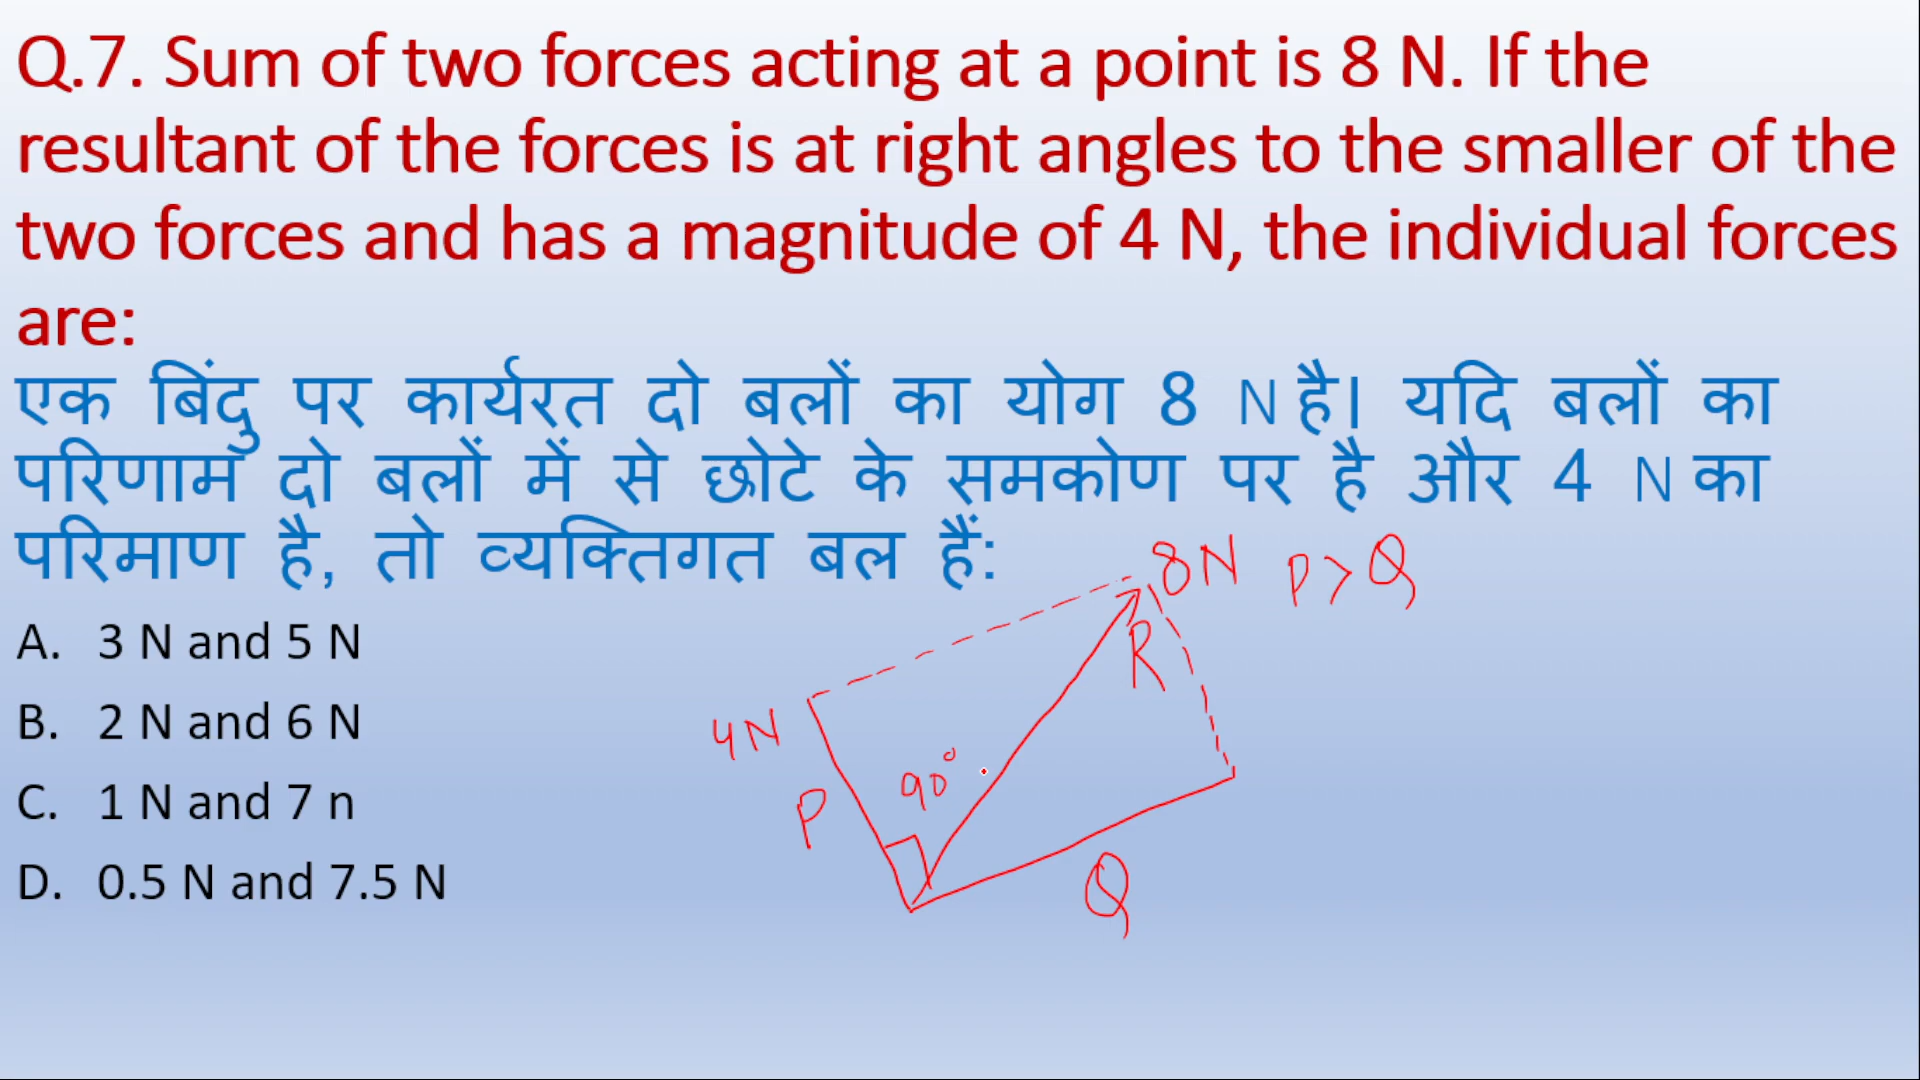 Q.7. Sum of two forces acting at a point is 8 N. If the
resultant of the forces is at right angles to the smaller of the
two forces and has a magnitude of 4 N, the individual forces
are:
एक बिंदु पर कार्यरत दो बलों का योग 8 N है। यदि बलों का
परिणाम दो बलों में से छोटे के समकोण पर है और 4 N का
परिमाण है, तो व्यक्तिगत बल हैं:
8N P>Q
A. 3 N and 5 N
R
B. 2 N and 6 N
4N
90°
C. 1 N and 7 n
P
D. 0.5 N and 7.5 N
Q